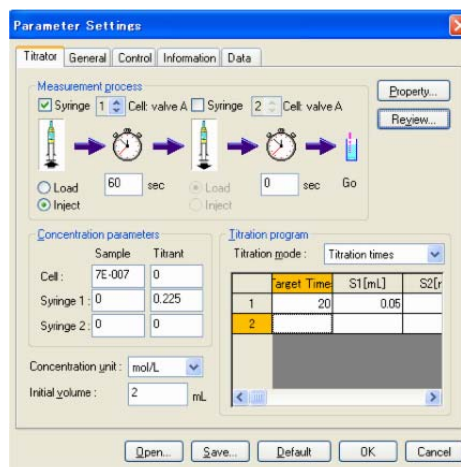 Parameter Settings
Titrator General Control Information Data
Measurement process
Syringe 1 Cell: valve A Syringe 2 Cell: valve A
Property...
Review...
Load 60 sec Load 0 sec Go
Inject Inject
Concentration parameters
Sample Titrant
Cell : 7E-007 0
Syringe 1 : 0 0.225
Syringe 2 : 0 0
Concentration unit : mol/L
Initial volume : 2 mL
Titration program
Titration mode : Titration times
Target Time S1[mL] S2[
1 20 0.05
2
Open... Save... Default OK Cancel